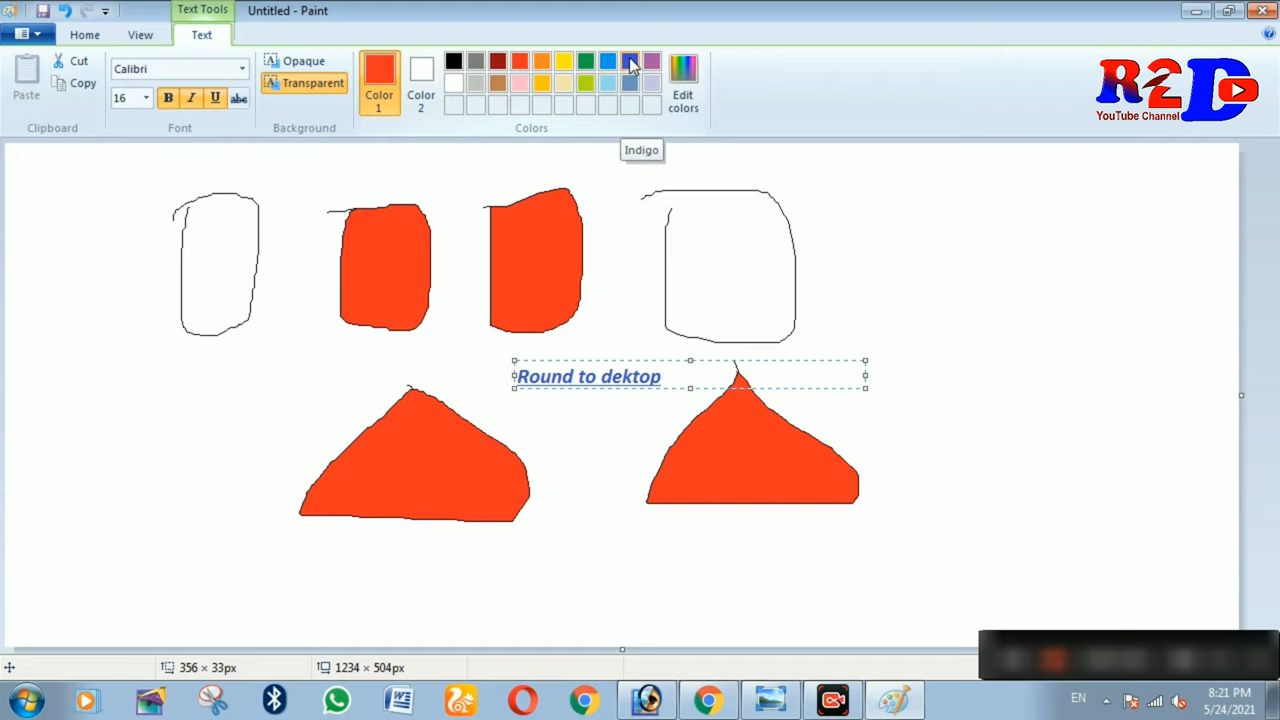 Text Tools
Untitled - Paint
Home View Text
Paste
Cut
Copy
Clipboard
Calibri
16 B I U abc
Font
Opaque
Transparent
Background
Color 1
Color 2
Edit colors
Colors
Indigo
R2D
YouTube Channel
Round to dektop
356 × 33px
1234 × 504px
EN
8:21 PM
5/24/2021